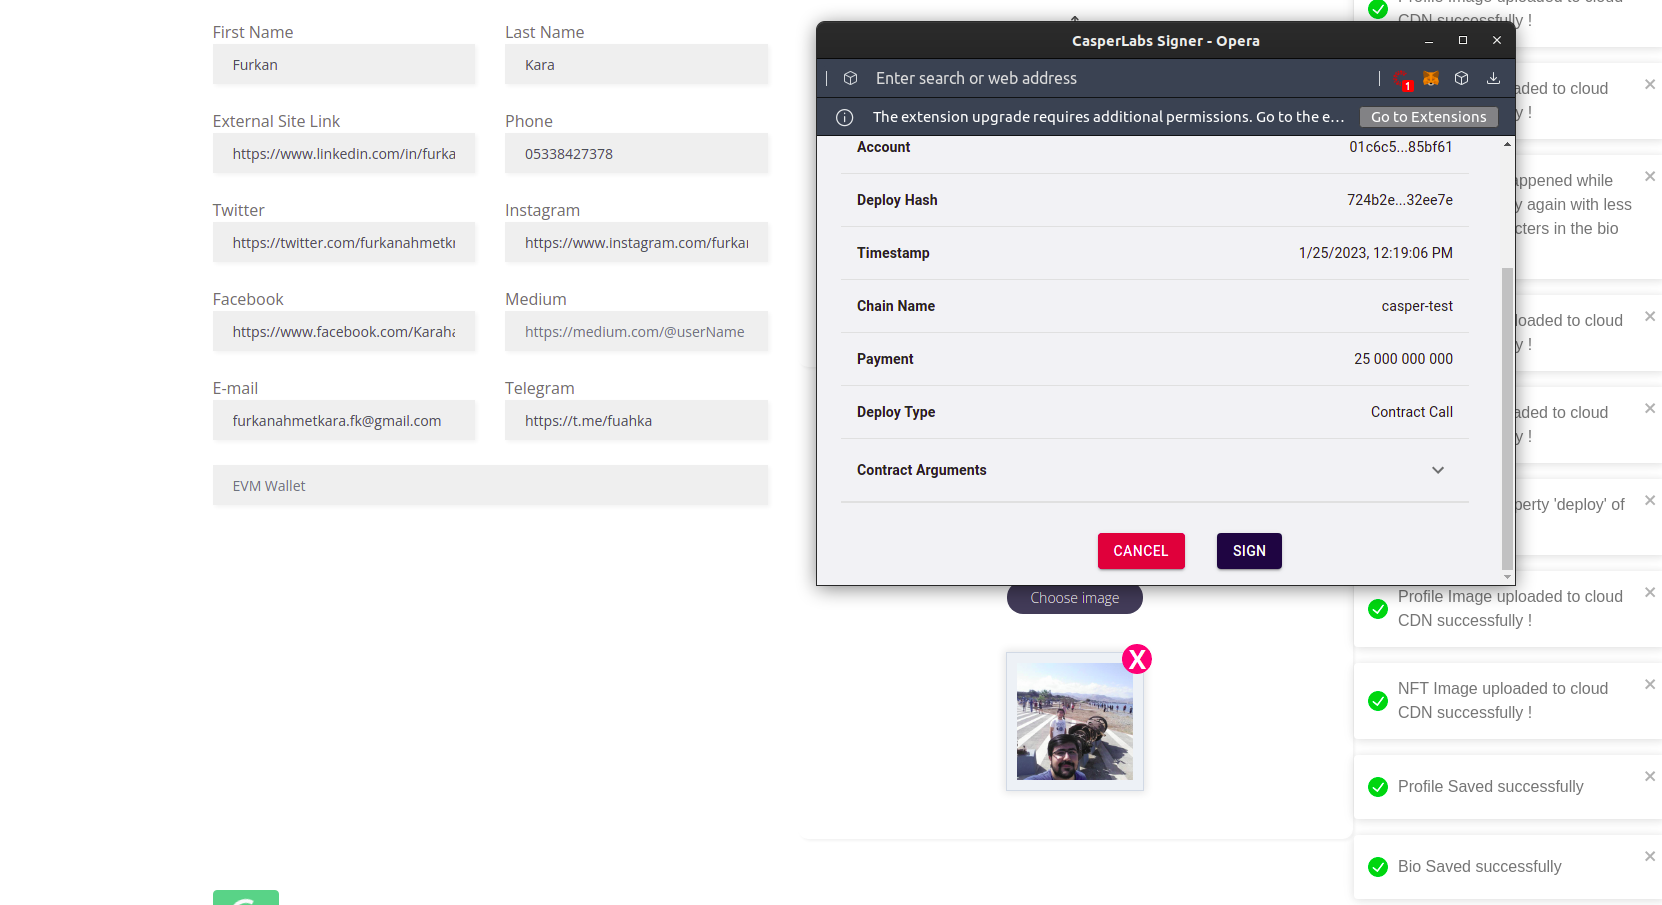 First Name
Furkan
Last Name
Kara
External Site Link
https://www.linkedin.com/in/furka
Phone
05338427378
Twitter
https://twitter.com/furkanahmetk
Instagram
https://www.instagram.com/furka
Facebook
https://www.facebook.com/Karaha
Medium
https://medium.com/@userName
E-mail
furkanahmetkara.fk@gmail.com
Telegram
https://t.me/fuahka
EVM Wallet
CasperLabs Signer - Opera
Enter search or web address
1
The extension upgrade requires additional permissions. Go to the e...
Go to Extensions
Account
01c6c5...85bf61
Deploy Hash
724b2e...32ee7e
Timestamp
1/25/2023, 12:19:06 PM
Chain Name
casper-test
Payment
25 000 000 000
Deploy Type
Contract Call
Contract Arguments
CANCEL
SIGN
Choose image
X
Profile Image uploaded to cloud
CDN successfully !
aded to cloud
y !
appened while
y again with less
cters in the bio
loaded to cloud
y !
aded to cloud
y !
perty 'deploy' of
Profile Image uploaded to cloud
CDN successfully !
NFT Image uploaded to cloud
CDN successfully !
Profile Saved successfully
Bio Saved successfully